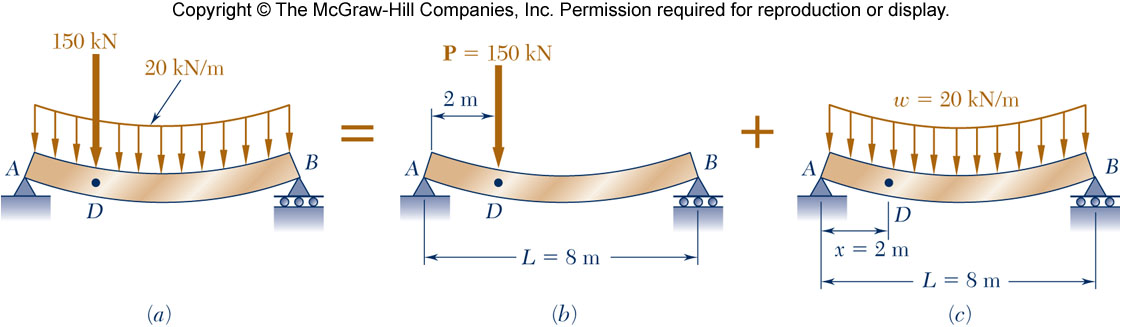 Copyright © The McGraw-Hill Companies, Inc. Permission required for reproduction or display.
150 kN
20 kN/m
A
B
D
(a)
=
P = 150 kN
2 m
A
B
D
L = 8 m
(b)
+
w = 20 kN/m
A
B
D
x = 2 m
L = 8 m
(c)